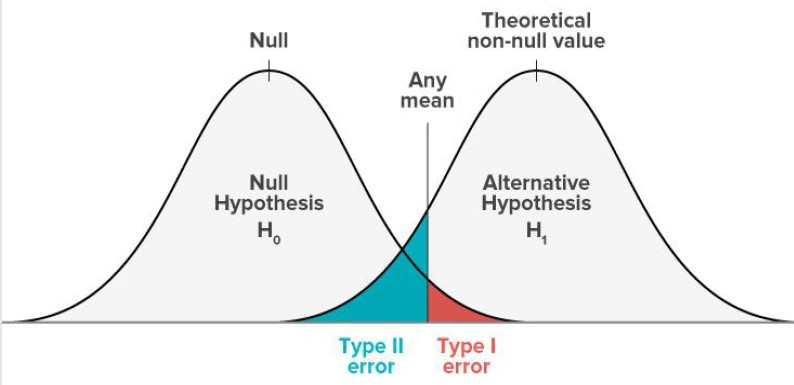 Null
Theoretical
non-null value
Any
mean
Null
Hypothesis
H₀
Alternative
Hypothesis
H₁
Type II
error
Type I
error